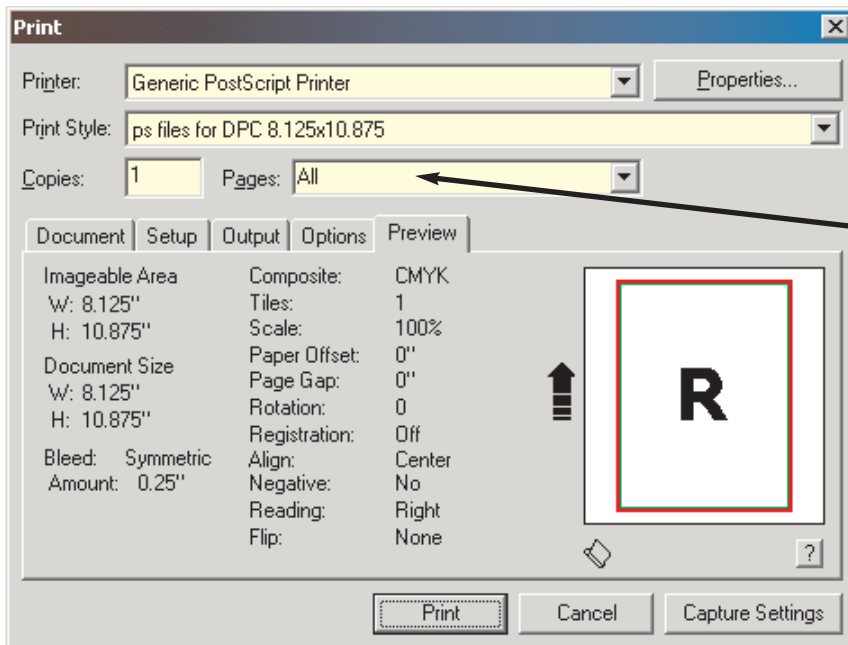 Print
Printer: Generic PostScript Printer Properties...
Print Style: ps files for DPC 8.125x10.875
Copies: 1 Pages: All
Document Setup Output Options Preview
Imageable Area
W: 8.125"
H: 10.875"
Document Size
W: 8.125"
H: 10.875"
Bleed: Symmetric
Amount: 0.25"
Composite: CMYK
Tiles: 1
Scale: 100%
Paper Offset: 0"
Page Gap: 0"
Rotation: 0
Registration: Off
Align: Center
Negative: No
Reading: Right
Flip: None
R
?
Print Cancel Capture Settings